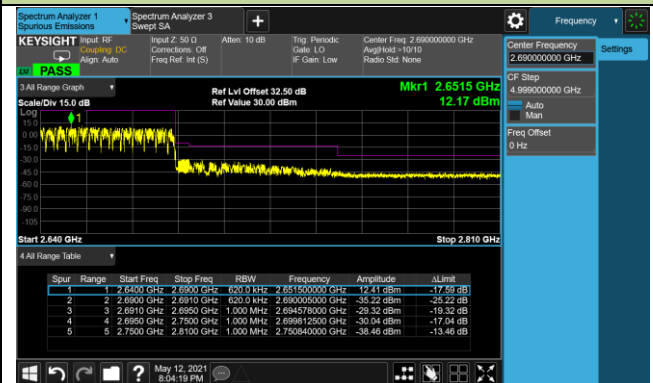 Spectrum Analyzer 1
Spurious Emissions
Spectrum Analyzer 3
Swept SA
Frequency
KEYSIGHT
Input: RF
Coupling: DC
Align: Auto
Input Z: 50 Ω
Corrections: Off
Freq Ref: Int (S)
Atten: 10 dB
Trig: Periodic
Gate: LO
IF Gain: Low
Center Freq: 2.690000000 GHz
Avg|Hold:>10/10
Radio Std: None
PASS
Center Frequency
2.690000000 GHz
Settings
CF Step
4.999000000 GHz
Auto
Man
Freq Offset
0 Hz
3 All Range Graph
Scale/Div 15.0 dB
Ref Lvl Offset 32.50 dB
Ref Value 30.00 dBm
Mkr1 2.6515 GHz
12.17 dBm
Log
1
15.0
0.00
-15.0
-30.0
-45.0
-60.0
-75.0
-90.0
-105
Start 2.640 GHz
Stop 2.810 GHz
4 All Range Table
Spur Range Start Freq Stop Freq RBW Frequency Amplitude ΔLimit
1 1 2.6400 GHz 2.6900 GHz 620.0 kHz 2.651500000 GHz 12.41 dBm -17.59 dB
2 2 2.6900 GHz 2.6910 GHz 620.0 kHz 2.690005000 GHz -35.22 dBm -25.22 dB
3 3 2.6910 GHz 2.6950 GHz 1.000 MHz 2.694578000 GHz -29.32 dBm -19.32 dB
4 4 2.6950 GHz 2.7500 GHz 1.000 MHz 2.699812500 GHz -30.04 dBm -17.04 dB
5 5 2.7500 GHz 2.8100 GHz 1.000 MHz 2.750840000 GHz -38.46 dBm -13.46 dB
May 12, 2021
8:04:19 PM